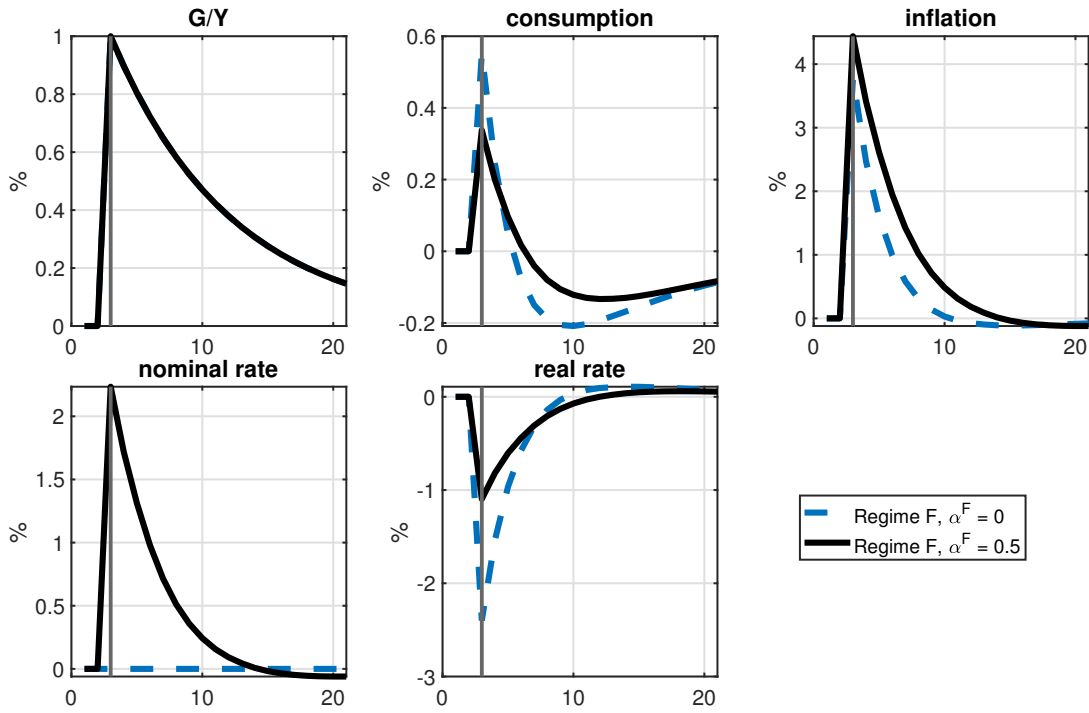 G/Y
%
1
0.8
0.6
0.4
0.2
0
0 10 20
consumption
%
0.6
0.4
0.2
0
-0.2
0 10 20
inflation
%
4
3
2
1
0
0 10 20
nominal rate
%
2
1.5
1
0.5
0
0 10 20
real rate
%
0
-1
-2
-3
0 10 20
Regime F, α^F = 0
Regime F, α^F = 0.5